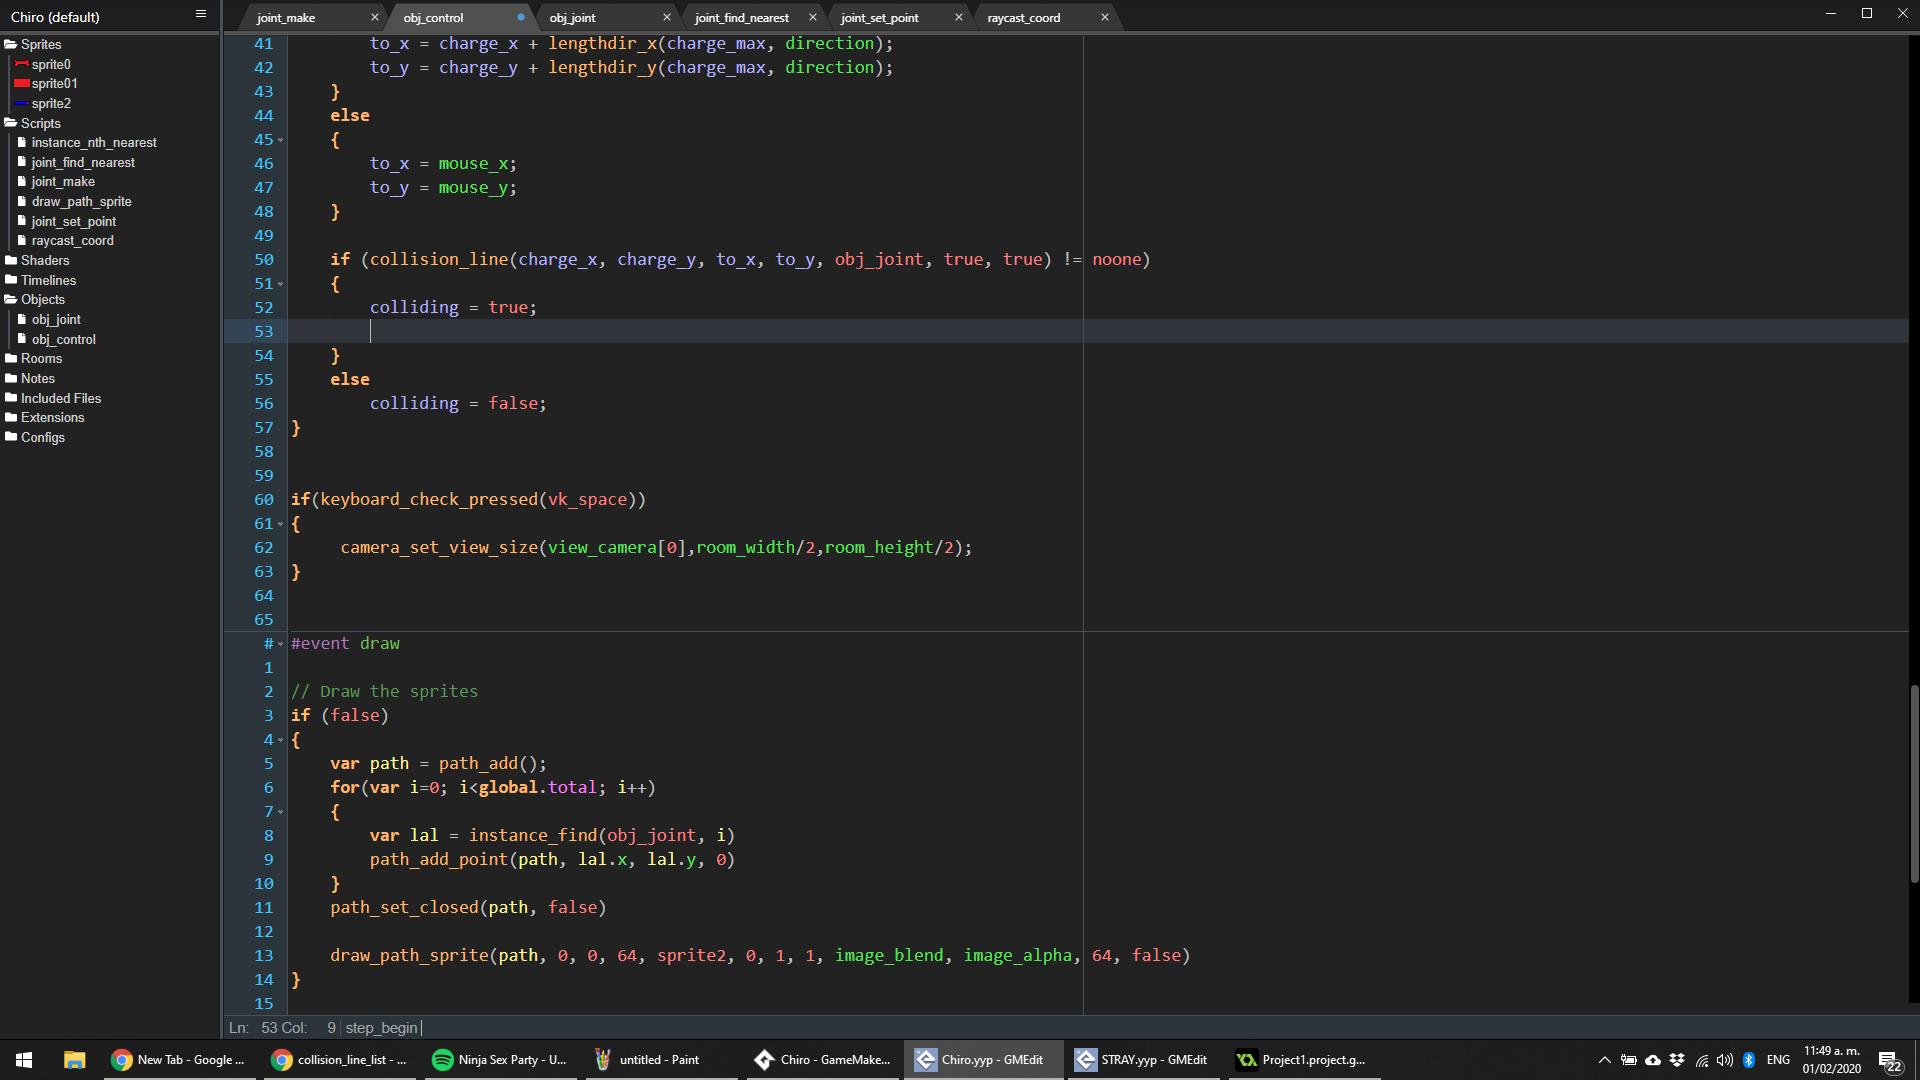 Chiro (default)
joint_make
obj_control
obj_joint
joint_find_nearest
joint_set_point
raycast_coord
Sprites
sprite0
sprite01
sprite2
Scripts
instance_nth_nearest
joint_find_nearest
joint_make
draw_path_sprite
joint_set_point
raycast_coord
Shaders
Timelines
Objects
obj_joint
obj_control
Rooms
Notes
Included Files
Extensions
Configs
41 to_x = charge_x + lengthdir_x(charge_max, direction);
42 to_y = charge_y + lengthdir_y(charge_max, direction);
43 }
44 else
45 {
46 to_x = mouse_x;
47 to_y = mouse_y;
48 }
49
50 if (collision_line(charge_x, charge_y, to_x, to_y, obj_joint, true, true) != noone)
51 {
52 colliding = true;
53
54 }
55 else
56 colliding = false;
57 }
58
59
60 if(keyboard_check_pressed(vk_space))
61 {
62 camera_set_view_size(view_camera[0],room_width/2,room_height/2);
63 }
64
65
# #event draw
1
2 // Draw the sprites
3 if (false)
4 {
5 var path = path_add();
6 for(var i=0; i<global.total; i++)
7 {
8 var lal = instance_find(obj_joint, i)
9 path_add_point(path, lal.x, lal.y, 0)
10 }
11 path_set_closed(path, false)
12
13 draw_path_sprite(path, 0, 0, 64, sprite2, 0, 1, 1, image_blend, image_alpha, 64, false)
14 }
15
Ln: 53 Col: 9 step_begin
New Tab - Google ...
collision_line_list - ...
Ninja Sex Party - U...
untitled - Paint
Chiro - GameMake...
Chiro.yyp - GMEdit
STRAY.yyp - GMEdit
Project1.project.g...
ENG
11:49 a. m.
01/02/2020
22